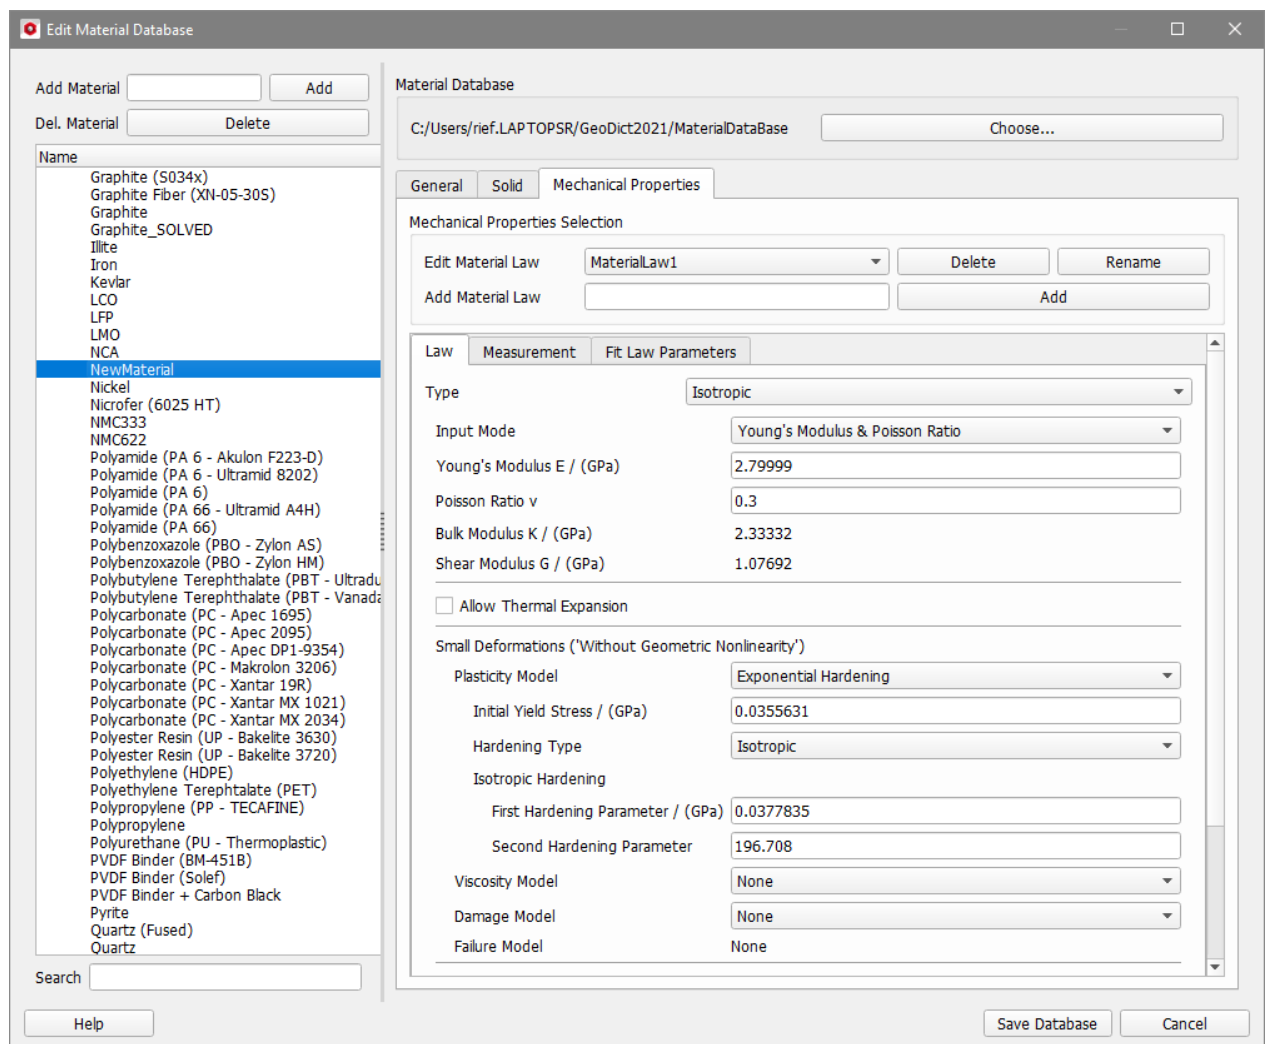 Edit Material Database
Add Material
Add
Del. Material
Delete
Name
Graphite (S034x)
Graphite Fiber (XN-05-30S)
Graphite
Graphite_SOLVED
Illite
Iron
Kevlar
LCO
LFP
LMO
NCA
NewMaterial
Nickel
Nicrofer (6025 HT)
NMC333
NMC622
Polyamide (PA 6 - Akulon F223-D)
Polyamide (PA 6 - Ultramid 8202)
Polyamide (PA 6)
Polyamide (PA 66 - Ultramid A4H)
Polyamide (PA 66)
Polybenzoxazole (PBO - Zylon AS)
Polybenzoxazole (PBO - Zylon HM)
Polybutylene Terephthalate (PBT - Ultradu
Polybutylene Terephthalate (PBT - Vanada
Polycarbonate (PC - Apec 1695)
Polycarbonate (PC - Apec 2095)
Polycarbonate (PC - Apec DP1-9354)
Polycarbonate (PC - Makrolon 3206)
Polycarbonate (PC - Xantar 19R)
Polycarbonate (PC - Xantar MX 1021)
Polycarbonate (PC - Xantar MX 2034)
Polyester Resin (UP - Bakelite 3630)
Polyester Resin (UP - Bakelite 3720)
Polyethylene (HDPE)
Polyethylene Terephtalate (PET)
Polypropylene (PP - TECAFINE)
Polypropylene
Polyurethane (PU - Thermoplastic)
PVDF Binder (BM-451B)
PVDF Binder (Solef)
PVDF Binder + Carbon Black
Pyrite
Quartz (Fused)
Quartz
Search
Help
Material Database
C:/Users/rief.LAPTOPSR/GeoDict2021/MaterialDataBase
Choose...
General Solid Mechanical Properties
Mechanical Properties Selection
Edit Material Law MaterialLaw1 Delete Rename
Add Material Law Add
Law Measurement Fit Law Parameters
Type Isotropic
Input Mode Young's Modulus & Poisson Ratio
Young's Modulus E / (GPa) 2.79999
Poisson Ratio v 0.3
Bulk Modulus K / (GPa) 2.33332
Shear Modulus G / (GPa) 1.07692
Allow Thermal Expansion
Small Deformations ('Without Geometric Nonlinearity')
Plasticity Model Exponential Hardening
Initial Yield Stress / (GPa) 0.0355631
Hardening Type Isotropic
Isotropic Hardening
First Hardening Parameter / (GPa) 0.0377835
Second Hardening Parameter 196.708
Viscosity Model None
Damage Model None
Failure Model None
Save Database Cancel